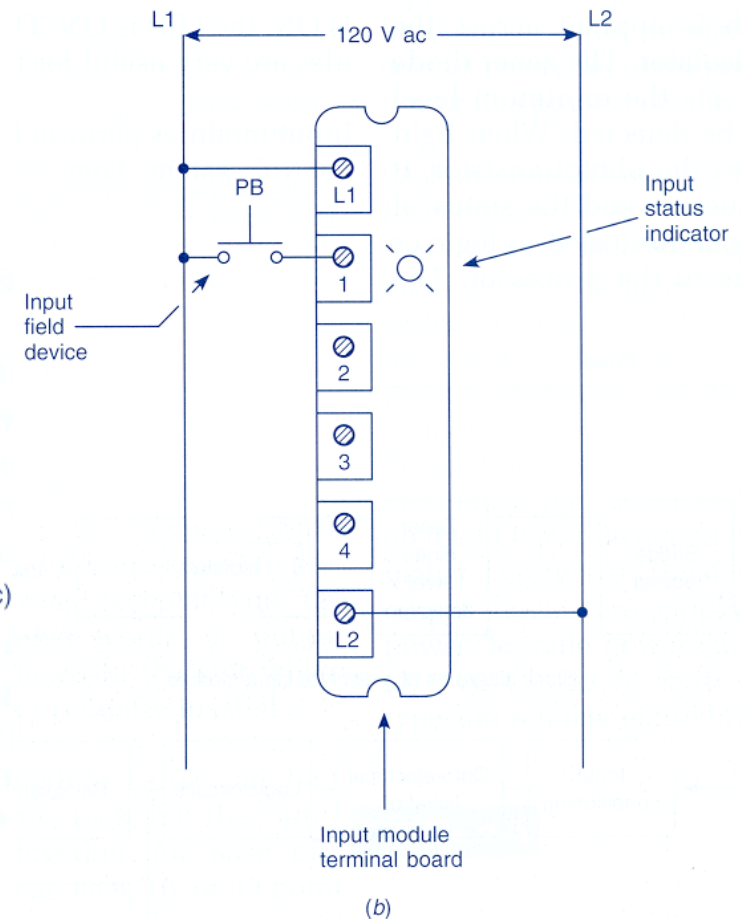 L1
L2
120 V ac
L1
PB
Input
status
indicator
1
Input
field
device
2
3
4
c)
L2
Input module
terminal board
(b)